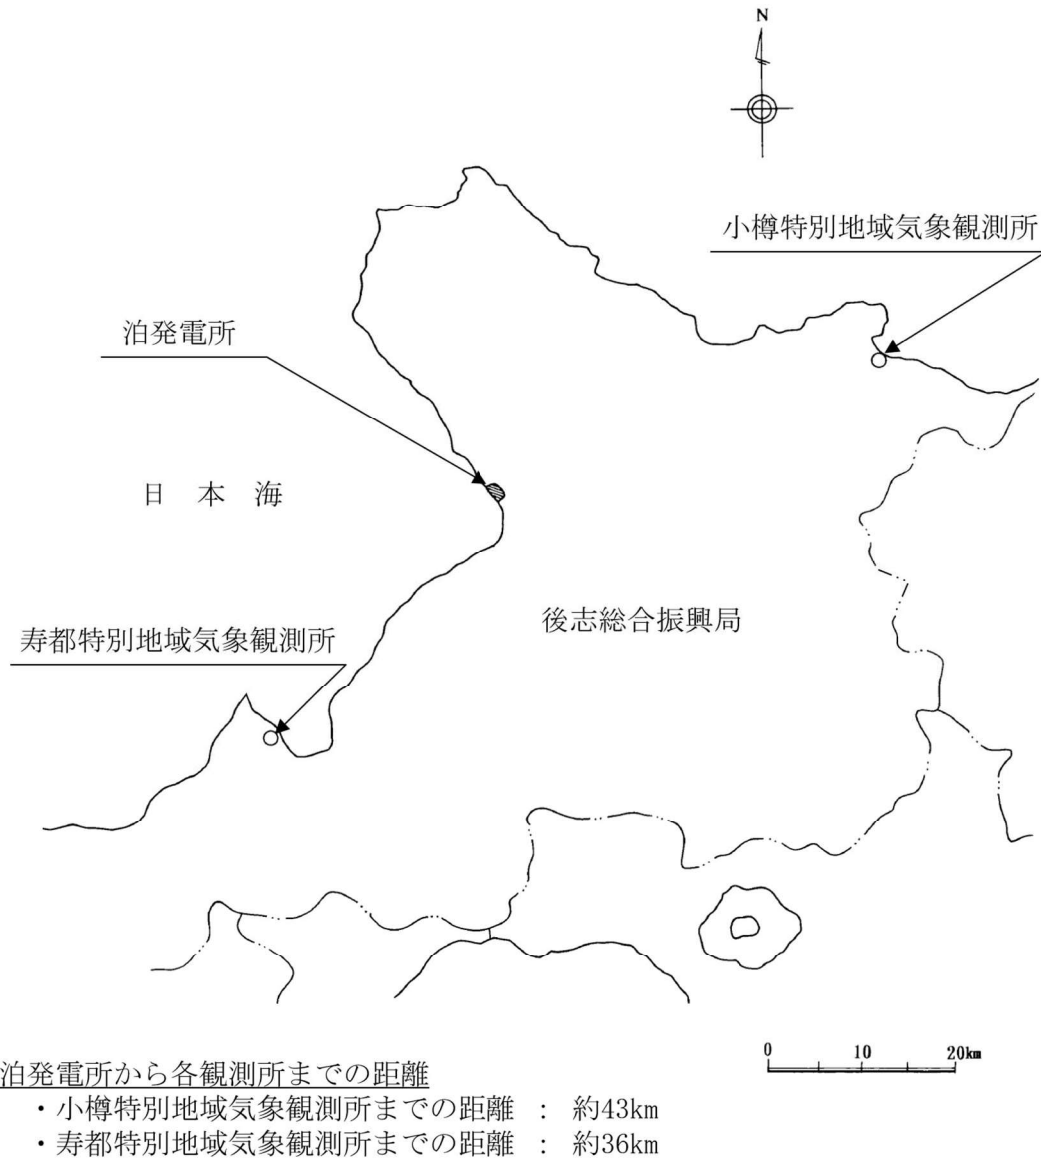 N
小樽特別地域気象観測所
泊発電所
日 本 海
後志総合振興局
寿都特別地域気象観測所
0 10 20km
泊発電所から各観測所までの距離
・小樽特別地域気象観測所までの距離 : 約43km
・寿都特別地域気象観測所までの距離 : 約36km